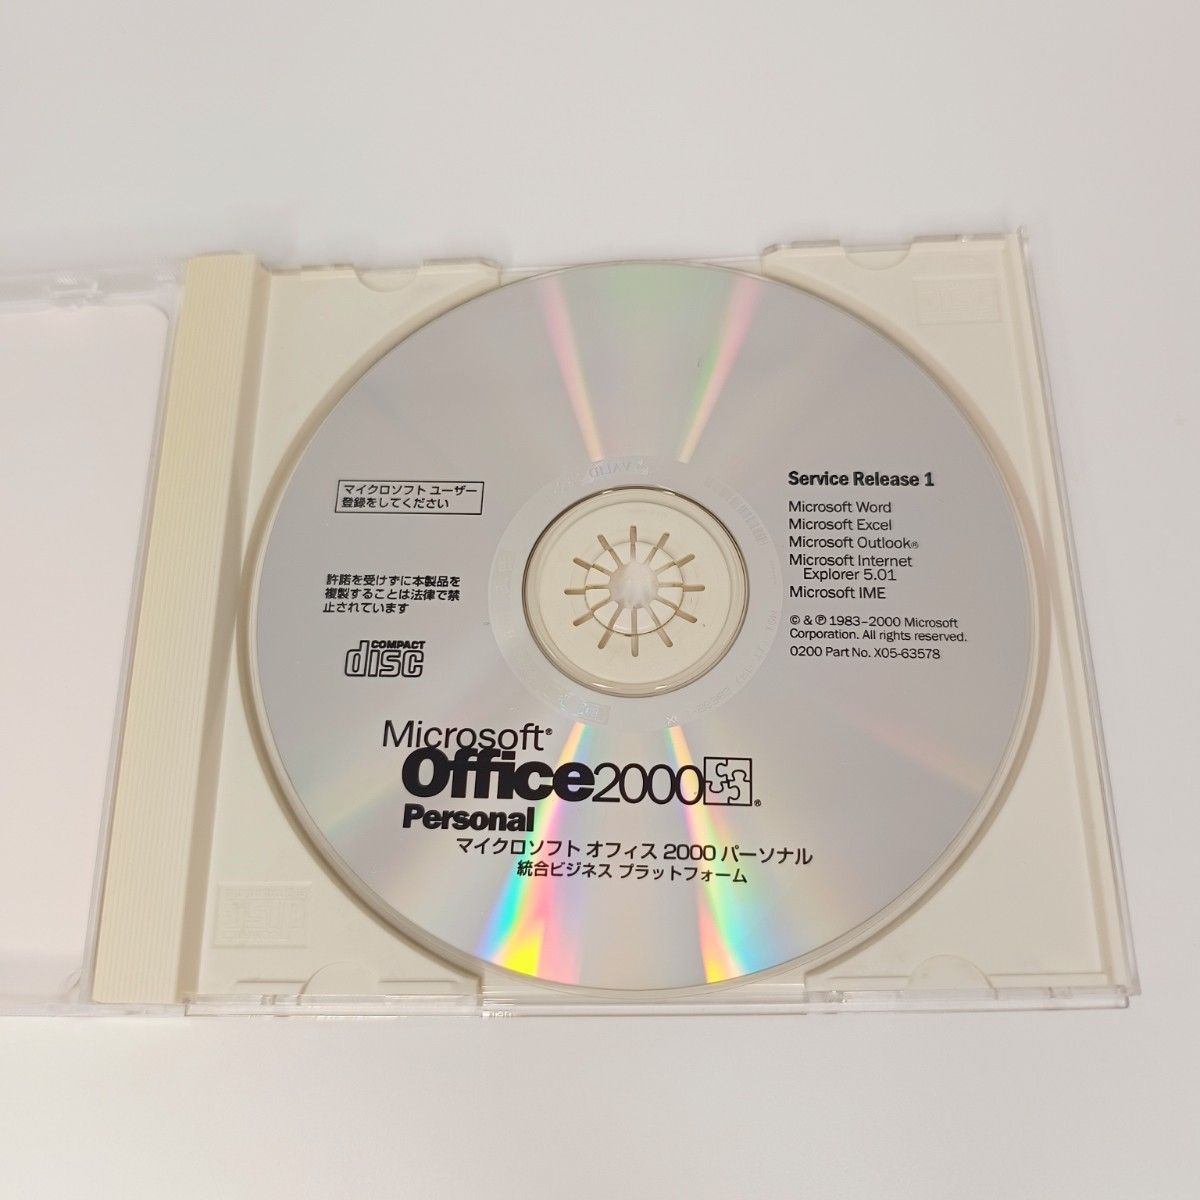 マイクロソフト ユーザー
登録をしてください
許諾を受けずに本製品を
複製することは法律で禁
止されています
COMPACT
disc
Service Release 1
Microsoft Word
Microsoft Excel
Microsoft Outlook®
Microsoft Internet
Explorer 5.01
Microsoft IME
© & ℗ 1983–2000 Microsoft
Corporation. All rights reserved.
0200 Part No. X05-63578
Microsoft®
Office2000®
Personal
マイクロソフト オフィス 2000 パーソナル
統合ビジネス プラットフォーム